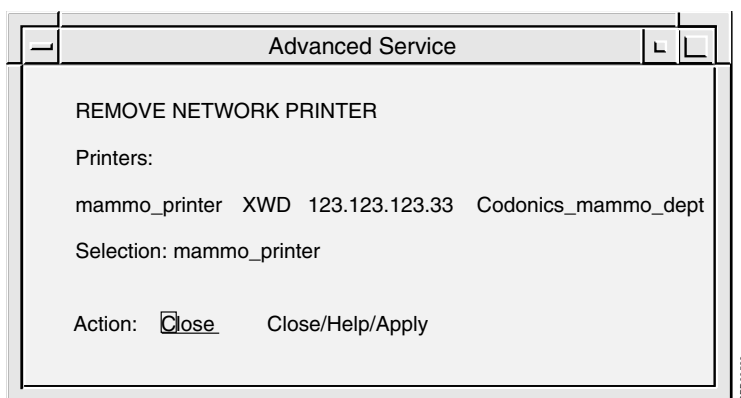 Advanced Service
REMOVE NETWORK PRINTER
Printers:
mammo_printer XWD 123.123.123.33 Codonics_mammo_dept
Selection: mammo_printer
Action: Close Close/Help/Apply